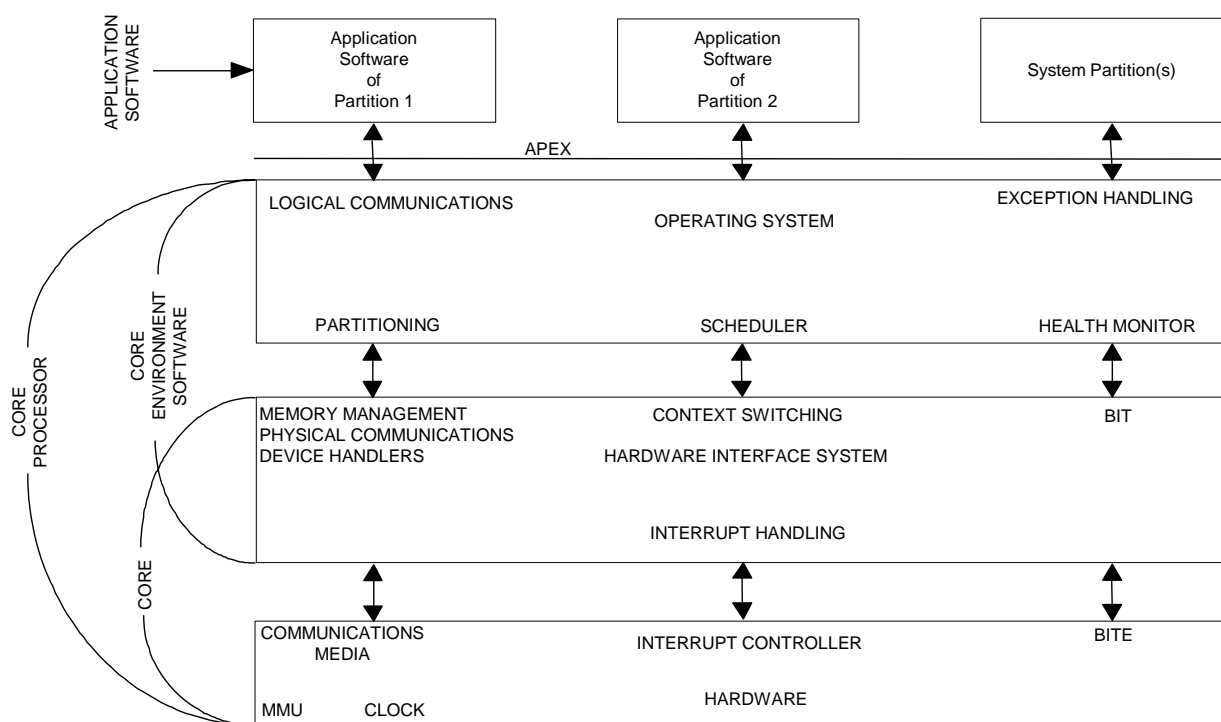 APPLICATION
SOFTWARE
Application
Software
of
Partition 1
Application
Software
of
Partition 2
System Partition(s)
APEX
LOGICAL COMMUNICATIONS
OPERATING SYSTEM
EXCEPTION HANDLING
PARTITIONING
SCHEDULER
HEALTH MONITOR
CORE
PROCESSOR
CORE
ENVIRONMENT
SOFTWARE
MEMORY MANAGEMENT
PHYSICAL COMMUNICATIONS
DEVICE HANDLERS
CONTEXT SWITCHING
HARDWARE INTERFACE SYSTEM
BIT
INTERRUPT HANDLING
CORE
COMMUNICATIONS
MEDIA
INTERRUPT CONTROLLER
BITE
HARDWARE
MMU
CLOCK